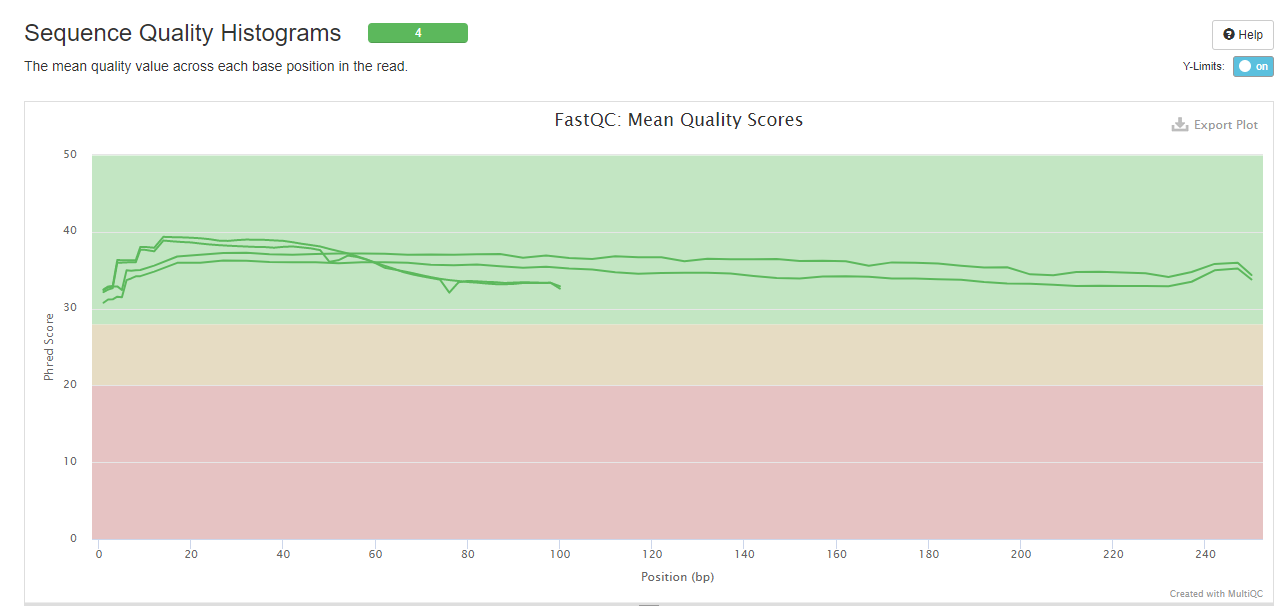 Sequence Quality Histograms
4
Help
The mean quality value across each base position in the read.
Y-Limits: on
FastQC: Mean Quality Scores
Export Plot
Phred Score
50
40
30
20
10
0
0 20 40 60 80 100 120 140 160 180 200 220 240
Position (bp)
Created with MultiQC